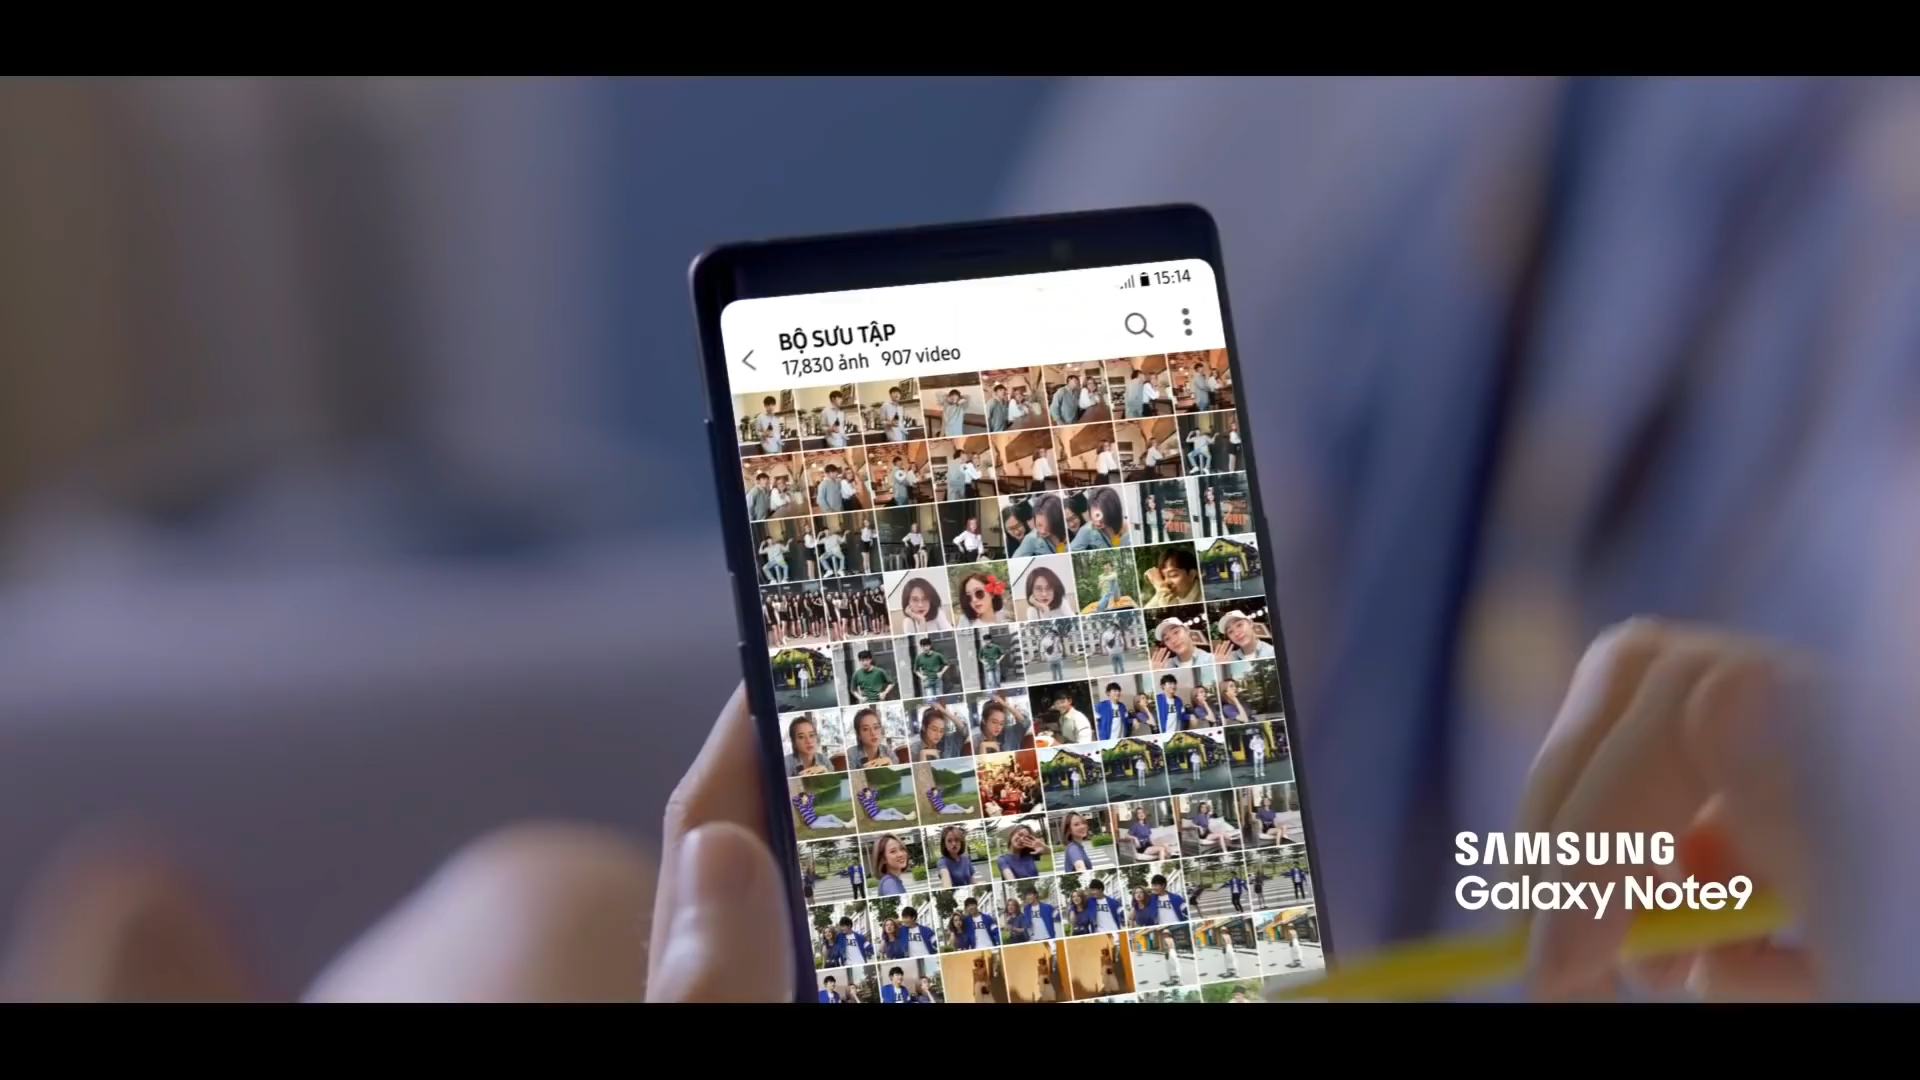 15:14
BỘ SƯU TẬP
17,830 ảnh 907 video
SAMSUNG
Galaxy Note9